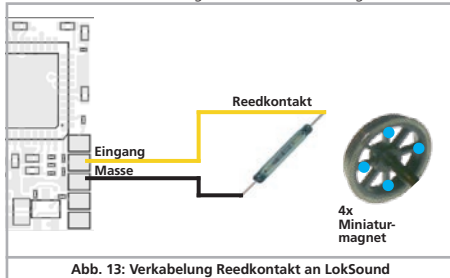 Reedkontakt
Eingang
Masse
4x
Miniatur-
magnet
Abb. 13: Verkabelung Reedkontakt an LokSound